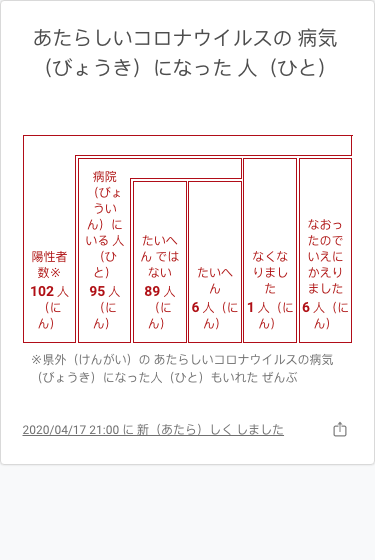 あたらしいコロナウイルスの 病気
（びょうき）になった 人（ひと）
陽性者
数※
102 人
（に
ん）
病院
（びょ
ういん
ん）に
いる 人
（ひ
と）
95 人
（に
ん）
たいへ
ん では
ない
89 人
（に
ん）
たいへ
ん
6 人（に
ん）
なくな
りまし
た
1 人（に
ん）
なおっ
たので
いえに
かえり
ました
6 人（に
ん）
※県外（けんがい）の あたらしいコロナウイルスの病気
（びょうき）になった人（ひと）もいれた ぜんぶ
2020/04/17 21:00 に 新（あたら）しく しました